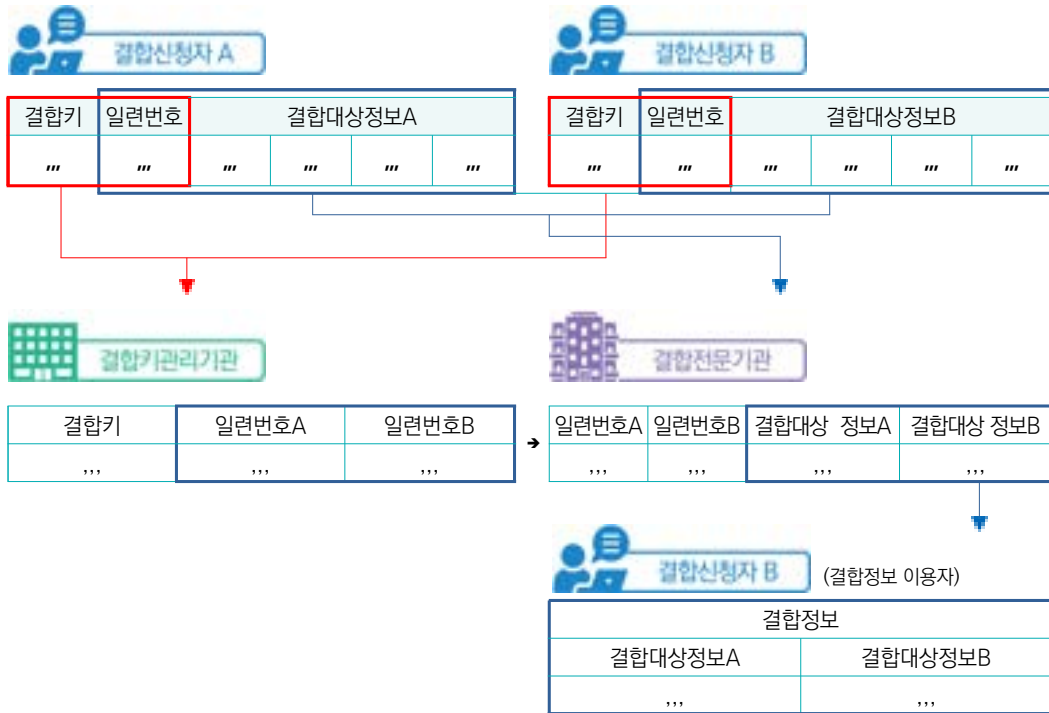 결합신청자 A
결합신청자 B
결합키 일련번호 결합대상정보A
,,, ,,, ,,, ,,, ,,, ,,,
결합키 일련번호 결합대상정보B
,,, ,,, ,,, ,,, ,,, ,,,
결합키관리기관
결합전문기관
결합키 일련번호A 일련번호B
,,, ,,, ,,,
일련번호A 일련번호B 결합대상 정보A 결합대상 정보B
,,, ,,, ,,, ,,,
결합신청자 B (결합정보 이용자)
결합정보
결합대상정보A 결합대상정보B
,,, ,,,